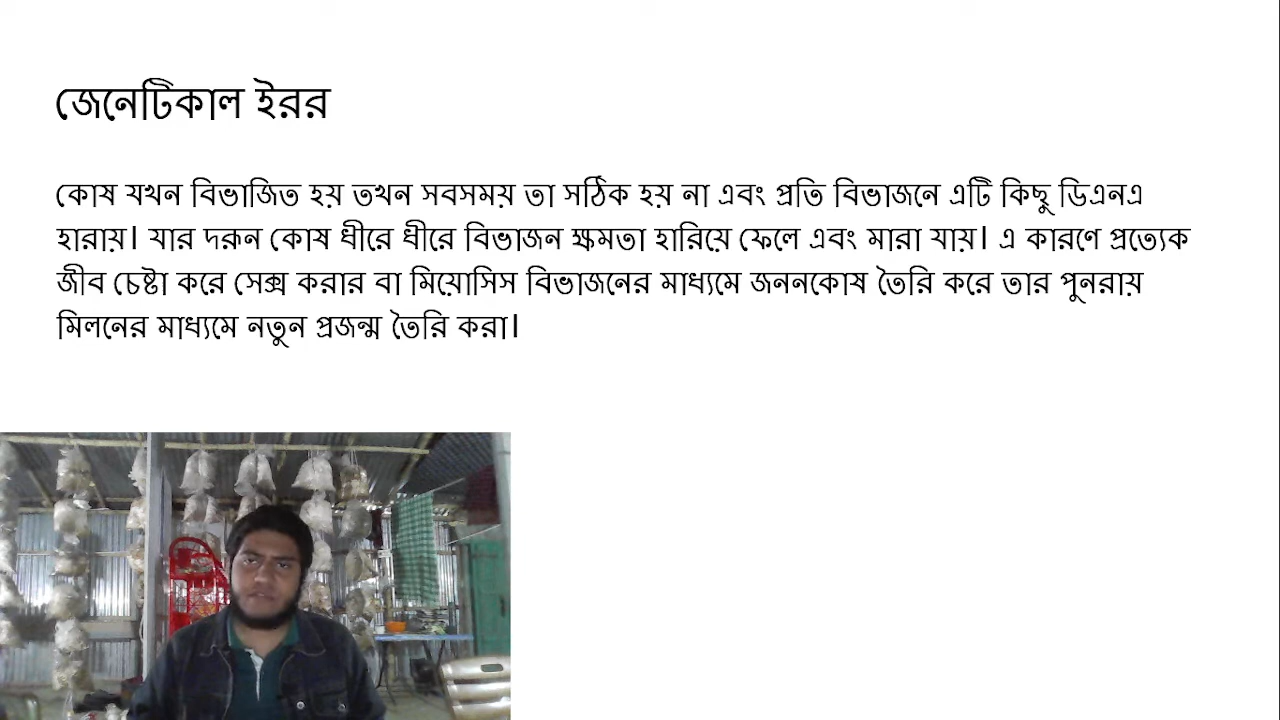 জেনেটিকাল ইরর
কোষ যখন বিভাজিত হয় তখন সবসময় তা সঠিক হয় না এবং প্রতি বিভাজনে এটি কিছু ডিএনএ
হারায়। যার দরূন কোষ ধীরে ধীরে বিভাজন ক্ষমতা হারিয়ে ফেলে এবং মারা যায়। এ কারণে প্রত্যেক
জীব চেষ্টা করে সেক্স করার বা মিয়োসিস বিভাজনের মাধ্যমে জননকোষ তৈরি করে তার পুনরায়
মিলনের মাধ্যমে নতুন প্রজন্ম তৈরি করা।